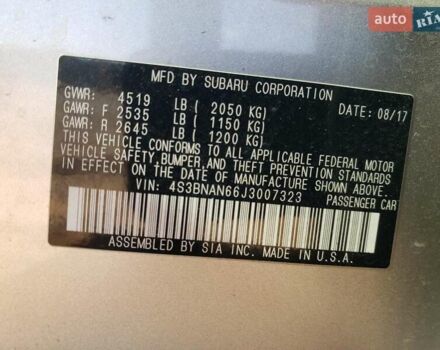 auto RIA
MFD BY SUBARU CORPORATION
GVWR: 4519 LB ( 2050 KG) DATE: 08/17
GAWR: F 2535 LB ( 1150 KG)
GAWR: R 2645 LB ( 1200 KG)
THIS VEHICLE CONFORMS TO ALL APPLICABLE FEDERAL MOTOR
VEHICLE SAFETY, BUMPER, AND THEFT PREVENTION STANDARDS
IN EFFECT ON THE DATE OF MANUFACTURE SHOWN ABOVE.
VIN: 4S3BNAN66J3007323 PASSENGER CAR
ASSEMBLED BY SIA INC. MADE IN U.S.A.